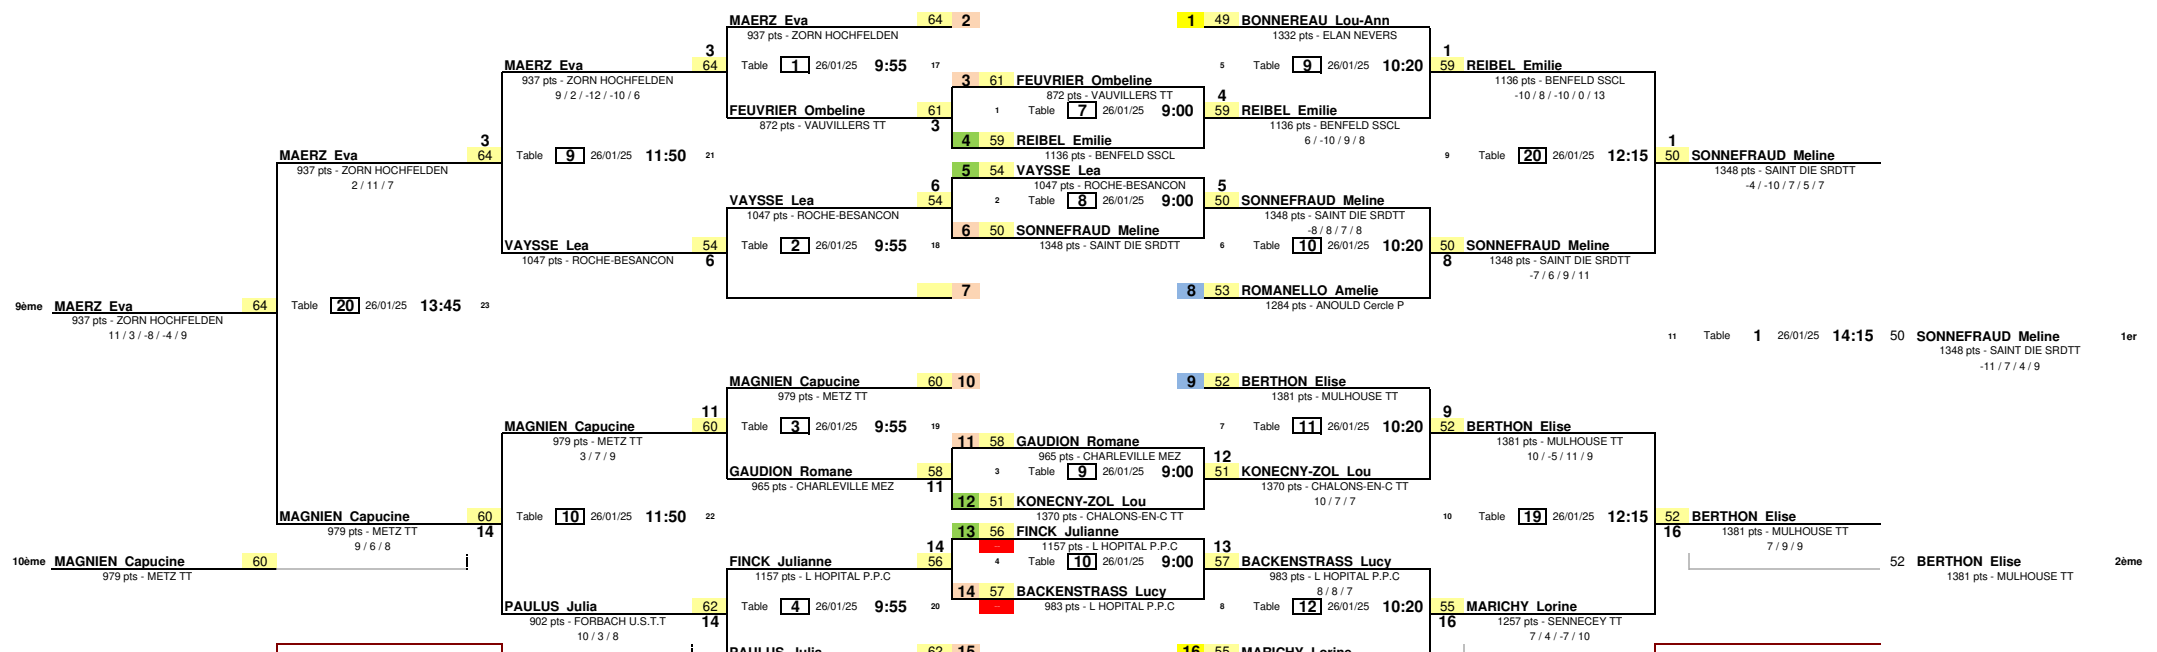 MAERZ Eva 64 2 1 49 BONNEREAU Lou-Ann
937 pts - ZORN HOCHFELDEN 1332 pts - ELAN NEVERS
3 1
MAERZ Eva 64 Table 1 26/01/25 9:55 17 5 Table 9 26/01/25 10:20 59 REIBEL Emilie
937 pts - ZORN HOCHFELDEN 3 61 FEUVRIER Ombeline 1136 pts - BENFELD SSCL
9 / 2 / -12 / -10 / 6 872 pts - VAUVILLERS TT 4 -10 / 8 / -10 / 0 / 13
FEUVRIER Ombeline 61 1 Table 7 26/01/25 9:00 59 REIBEL Emilie
872 pts - VAUVILLERS TT 3 1136 pts - BENFELD SSCL
3 4 59 REIBEL Emilie 6 / -10 / 9 / 8 1
MAERZ Eva 64 Table 9 26/01/25 11:50 21 1136 pts - BENFELD SSCL 9 Table 20 26/01/25 12:15 50 SONNEFRAUD Meline
937 pts - ZORN HOCHFELDEN 5 54 VAYSSE Lea 1348 pts - SAINT DIE SRDTT
2 / 11 / 7 6 1047 pts - ROCHE-BESANCON 5 -4 / -10 / 7 / 5 / 7
VAYSSE Lea 54 2 Table 8 26/01/25 9:00 50 SONNEFRAUD Meline
1047 pts - ROCHE-BESANCON 1348 pts - SAINT DIE SRDTT
6 50 SONNEFRAUD Meline -8 / 8 / 7 / 8
VAYSSE Lea 54 Table 2 26/01/25 9:55 18 1348 pts - SAINT DIE SRDTT 6 Table 10 26/01/25 10:20 50 SONNEFRAUD Meline
1047 pts - ROCHE-BESANCON 6 8 1348 pts - SAINT DIE SRDTT
-7 / 6 / 9 / 11
7 8 53 ROMANELLO Amelie
9ème MAERZ Eva 64 Table 20 26/01/25 13:45 23 1284 pts - ANOULD Cercle P
937 pts - ZORN HOCHFELDEN
11 / 3 / -8 / -4 / 9 11 Table 1 26/01/25 14:15 50 SONNEFRAUD Meline 1er
1348 pts - SAINT DIE SRDTT
-11 / 7 / 4 / 9
MAGNIEN Capucine 60 10 9 52 BERTHON Elise
979 pts - METZ TT 1381 pts - MULHOUSE TT
11 9
MAGNIEN Capucine 60 Table 3 26/01/25 9:55 19 7 Table 11 26/01/25 10:20 52 BERTHON Elise
979 pts - METZ TT 11 58 GAUDION Romane 1381 pts - MULHOUSE TT
3 / 7 / 9 965 pts - CHARLEVILLE MEZ 12 10 / -5 / 11 / 9
GAUDION Romane 58 3 Table 9 26/01/25 9:00 51 KONECNY-ZOL Lou
965 pts - CHARLEVILLE MEZ 11 1370 pts - CHALONS-EN-C TT
12 51 KONECNY-ZOL Lou 10 / 7 / 7
MAGNIEN Capucine 60 Table 10 26/01/25 11:50 22 1370 pts - CHALONS-EN-C TT 10 Table 19 26/01/25 12:15 52 BERTHON Elise
979 pts - METZ TT 14 13 56 FINCK Julianne 16 1381 pts - MULHOUSE TT
9 / 6 / 8 14 1157 pts - L HOPITAL P.P.C 13 7 / 9 / 9
10ème MAGNIEN Capucine 60 FINCK Julianne 56 4 Table 10 26/01/25 9:00 57 BACKENSTRASS Lucy 52 BERTHON Elise 2ème
979 pts - METZ TT 1157 pts - L HOPITAL P.P.C 983 pts - L HOPITAL P.P.C 1381 pts - MULHOUSE TT
14 57 BACKENSTRASS Lucy 8 / 8 / 7
PAULUS Julia 62 Table 4 26/01/25 9:55 20 983 pts - L HOPITAL P.P.C 8 Table 12 26/01/25 10:20 55 MARICHY Lorine
902 pts - FORBACH U.S.T.T 14 16 1257 pts - SENNECEY TT
10 / 3 / 8 7 / 4 / -7 / 10
PAULUS Julia 62 15 16 55 MARICHY Lorine